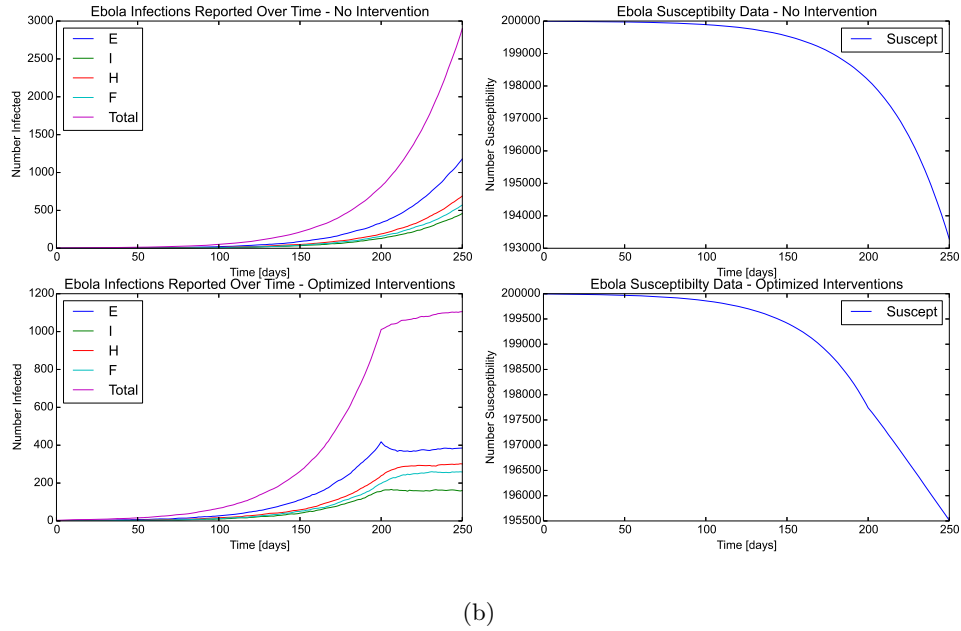 Ebola Infections Reported Over Time - No Intervention
Number Infected
3000
2500
2000
1500
1000
500
0
E
I
H
F
Total
0 50 100 150 200 250
Time [days]
Ebola Susceptibilty Data - No Intervention
Number Susceptibility
200000
199000
198000
197000
196000
195000
194000
193000
Suscept
0 50 100 150 200 250
Time [days]
Ebola Infections Reported Over Time - Optimized Interventions
Number Infected
1200
1000
800
600
400
200
0
E
I
H
F
Total
0 50 100 150 200 250
Time [days]
Ebola Susceptibilty Data - Optimized Interventions
Number Susceptibility
200000
199500
199000
198500
198000
197500
197000
196500
196000
195500
Suscept
0 50 100 150 200 250
Time [days]
(b)